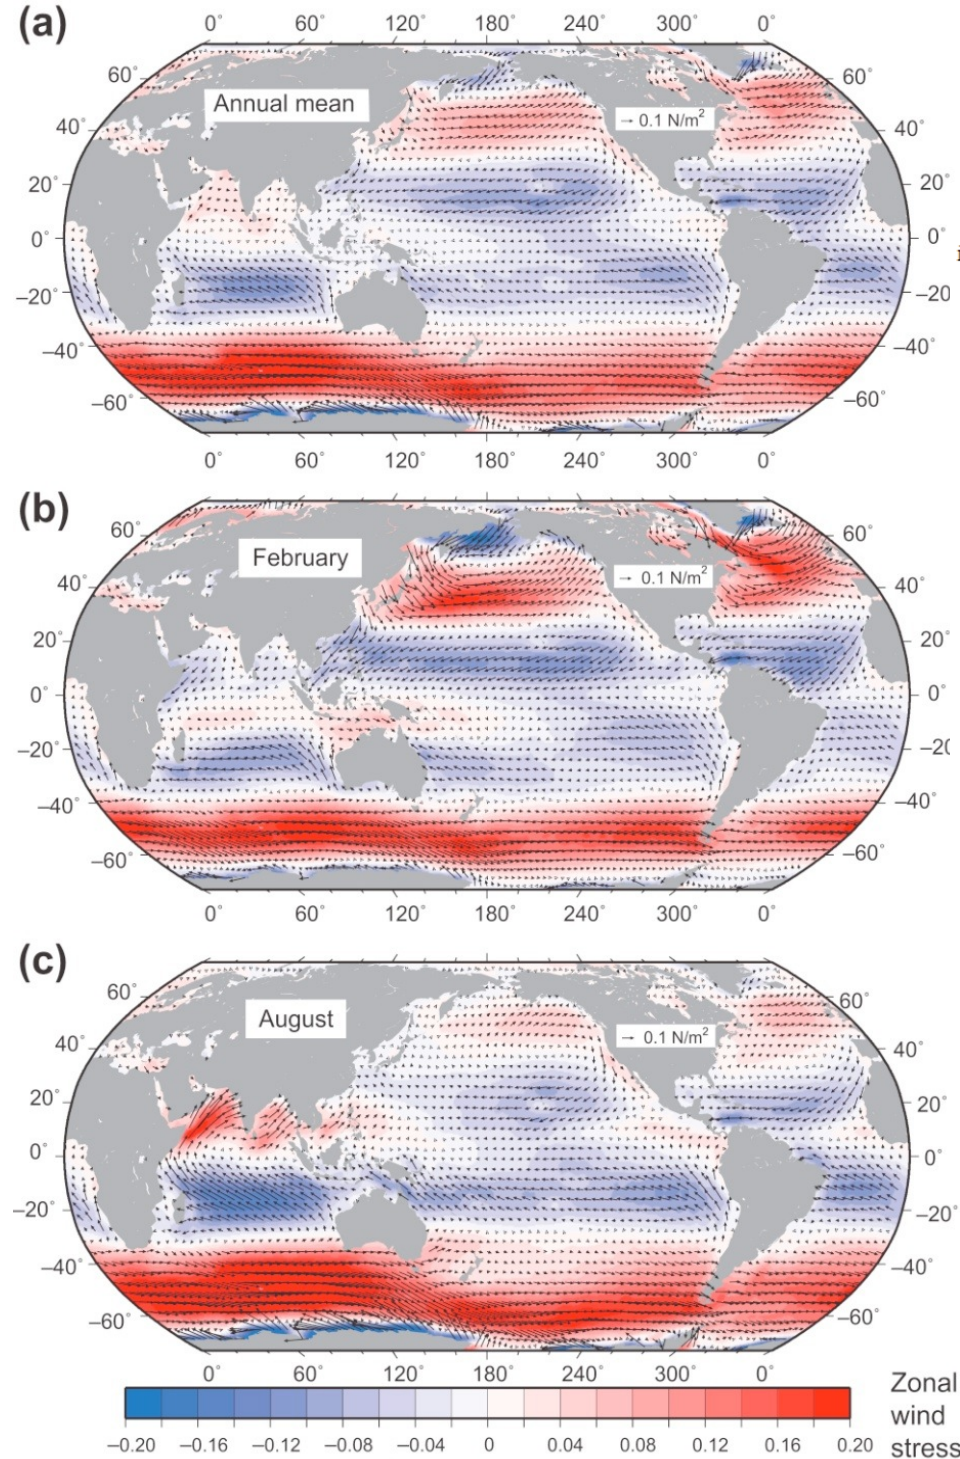 (a)
0° 60° 120° 180° 240° 300° 0°
60° 60°
Annual mean
→ 0.1 N/m²
40° 40°
20° 20°
0° 0°
i
–20° –20
–40° –40°
–60° –60°
0° 60° 120° 180° 240° 300° 0°
(b)
60° 60°
February
→ 0.1 N/m²
40° 40°
20° 20°
0° 0°
–20° –20
–40° –40°
–60° –60°
0° 60° 120° 180° 240° 300° 0°
(c)
60° 60°
August
→ 0.1 N/m²
40° 40°
20° 20°
0° 0°
–20° –20°
–40° –40°
–60° –60°
0° 60° 120° 180° 240° 300° 0°
Zonal
wind
stress
–0.20 –0.16 –0.12 –0.08 –0.04 0 0.04 0.08 0.12 0.16 0.20